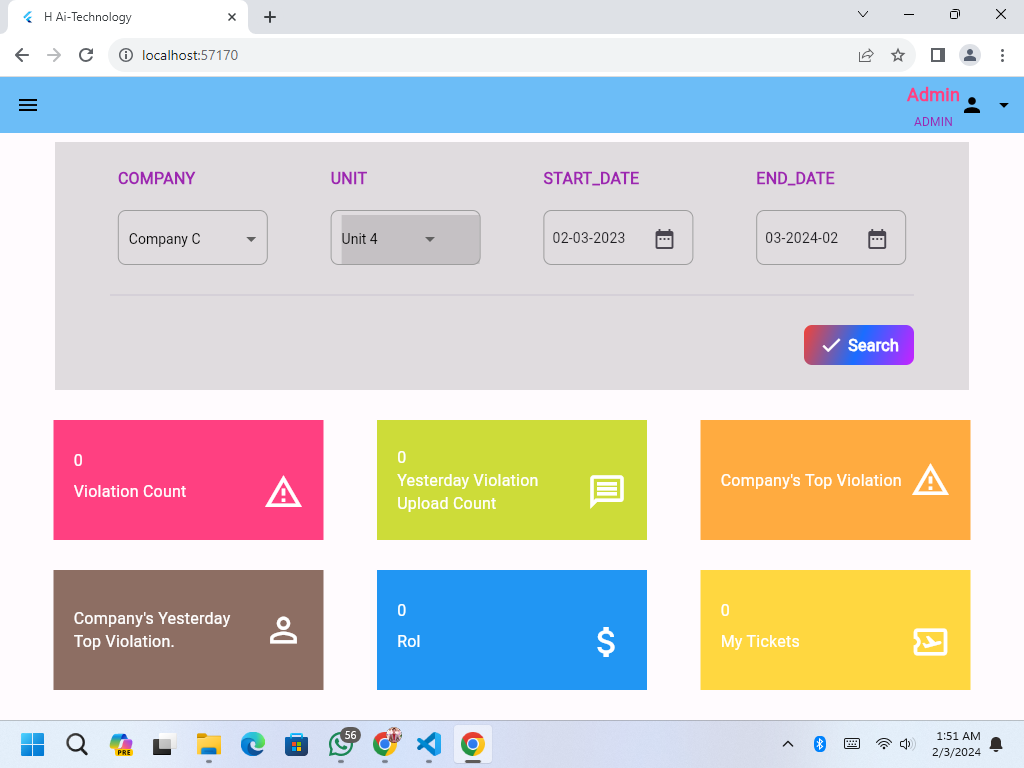 H Ai-Technology
localhost:57170
Admin
ADMIN
COMPANY UNIT START_DATE END_DATE
Company C Unit 4 02-03-2023 03-2024-02
Search
0
Violation Count
0
Yesterday Violation
Upload Count
Company's Top Violation
Company's Yesterday
Top Violation.
0
RoI
0
My Tickets
PRE
56
1:51 AM
2/3/2024